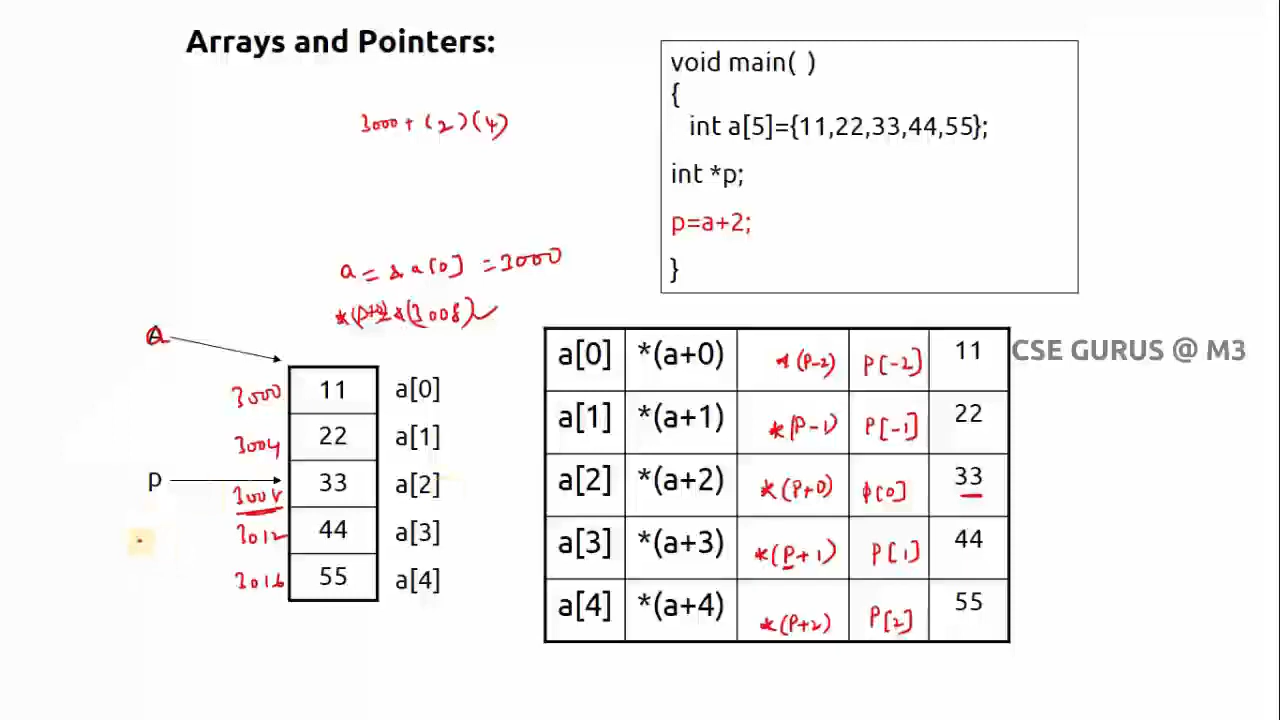 Arrays and Pointers:
3000 + (2)(4)
void main( )
{
int a[5]={11,22,33,44,55};
int *p;
p=a+2;
}
a = & a[0] = 3000
*(P+0) *(3008)
a
3000 11 a[0]
3004 22 a[1]
p 3008 33 a[2]
3012 44 a[3]
3016 55 a[4]
a[0] *(a+0) *(P-2) P[-2] 11
a[1] *(a+1) *(P-1) P[-1] 22
a[2] *(a+2) *(P+0) p[0] 33
a[3] *(a+3) *(P+1) P[1] 44
a[4] *(a+4) *(P+2) P[2] 55
CSE GURUS @ M3